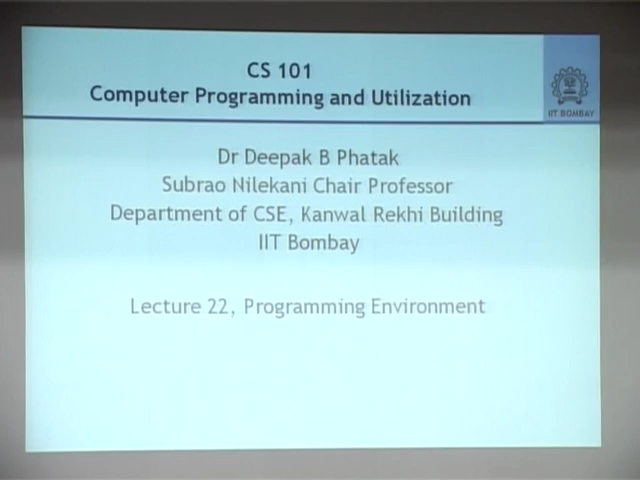 CS 101
Computer Programming and Utilization
IIT BOMBAY
Dr Deepak B Phatak
Subrao Nilekani Chair Professor
Department of CSE, Kanwal Rekhi Building
IIT Bombay
Lecture 22, Programming Environment